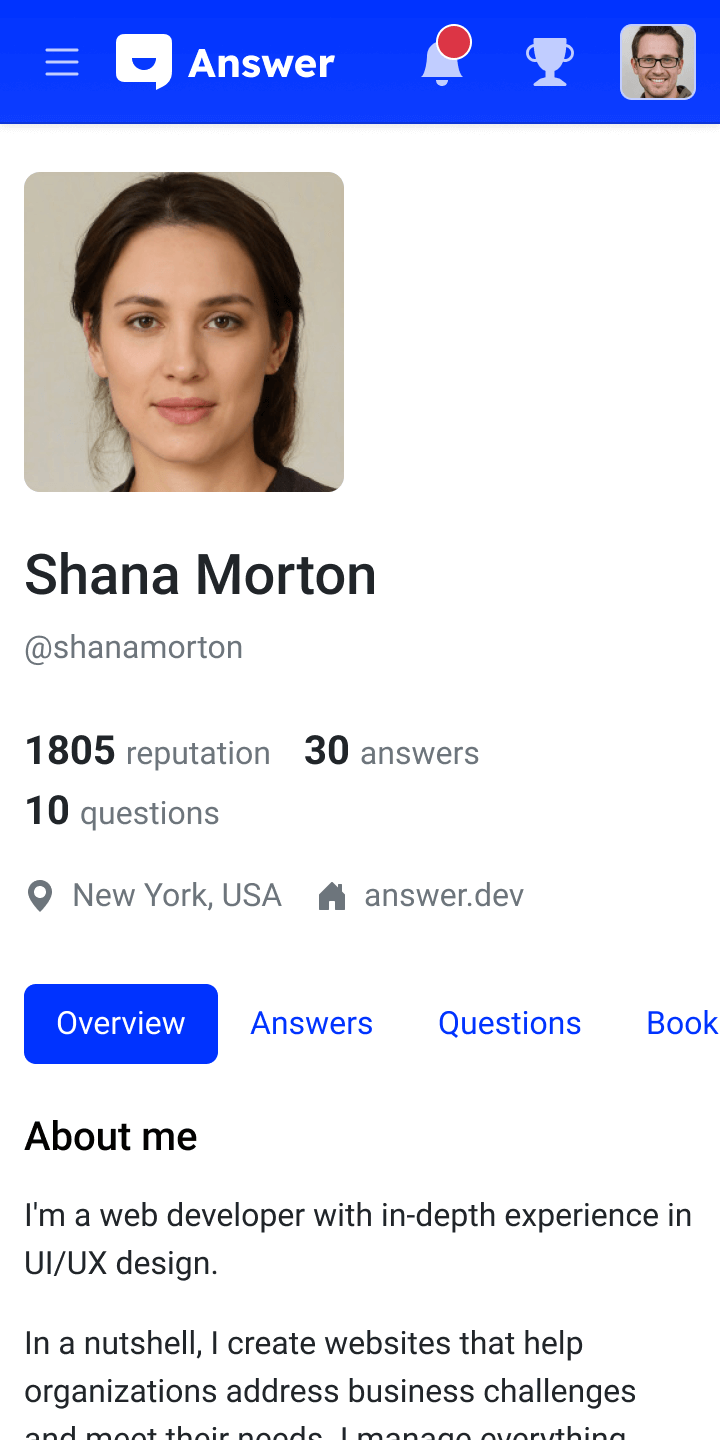 Answer
Shana Morton
@shanamorton
1805 reputation 30 answers
10 questions
New York, USA answer.dev
Overview Answers Questions Book
About me
I'm a web developer with in-depth experience in
UI/UX design.
In a nutshell, I create websites that help
organizations address business challenges
and meet their needs. I manage everything